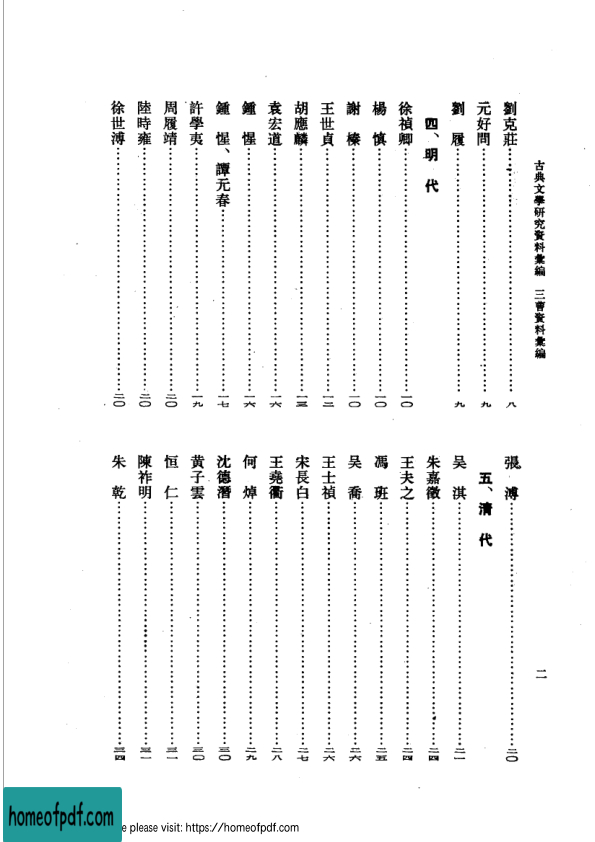 古典文學研究資料彙編 三曹資料彙編
劉克莊……八
元好問……九
劉 履……九
四、明 代
徐禎卿……一〇
楊 慎……一〇
謝 榛……一〇
王世貞……一二
胡應麟……一三
袁宏道……一六
鍾 惺……一六
鍾 惺、譚元春……一七
許學夷……一九
周履靖……二〇
陸時雍……二〇
徐世溥……二〇
張 溥……二〇
五、清 代
吳 淇……二一
朱嘉徵……二四
王夫之……二四
馮 班……二五
吳 喬……二六
王士禎……二六
宋長白……二七
王堯衢……二八
何 焯……二九
沈德潛……三〇
黃子雲……三〇
恒 仁……三一
陳祚明……三一
朱 乾……三四
二
homeofpdf.com
e please visit: https://homeofpdf.com